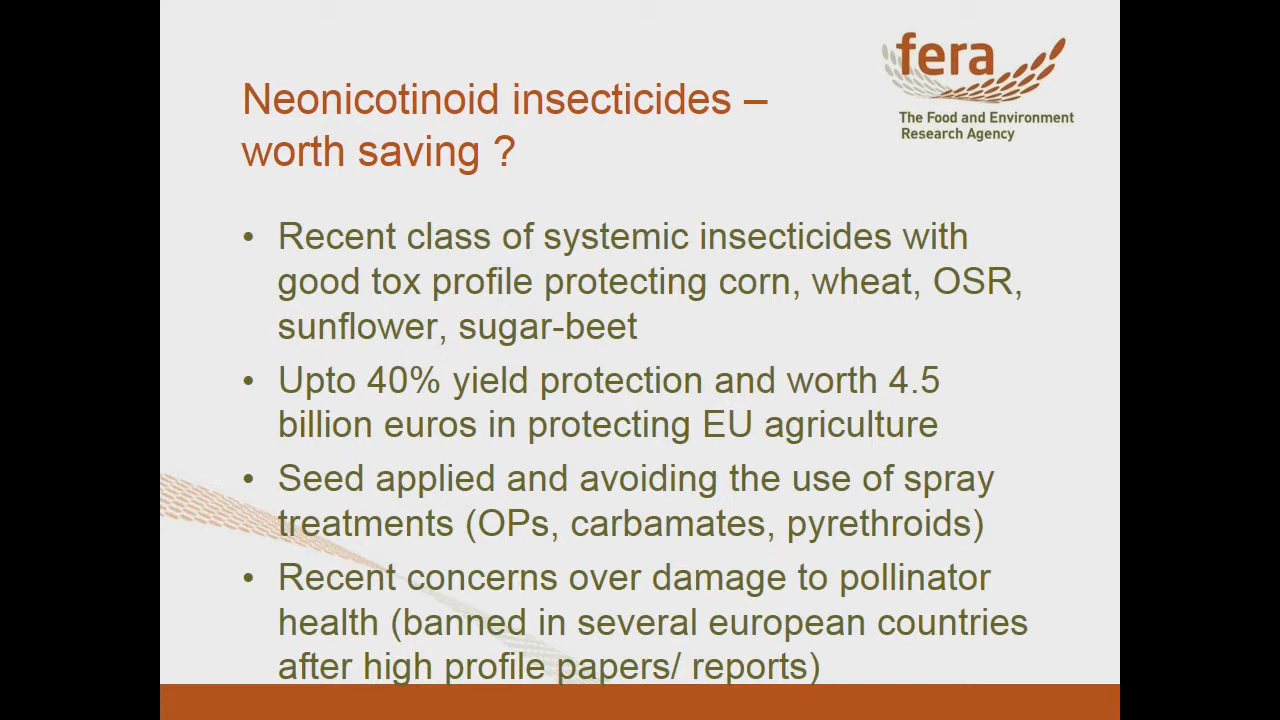 fera
The Food and Environment
Research Agency
Neonicotinoid insecticides –
worth saving ?
• Recent class of systemic insecticides with
good tox profile protecting corn, wheat, OSR,
sunflower, sugar-beet
• Upto 40% yield protection and worth 4.5
billion euros in protecting EU agriculture
• Seed applied and avoiding the use of spray
treatments (OPs, carbamates, pyrethroids)
• Recent concerns over damage to pollinator
health (banned in several european countries
after high profile papers/ reports)